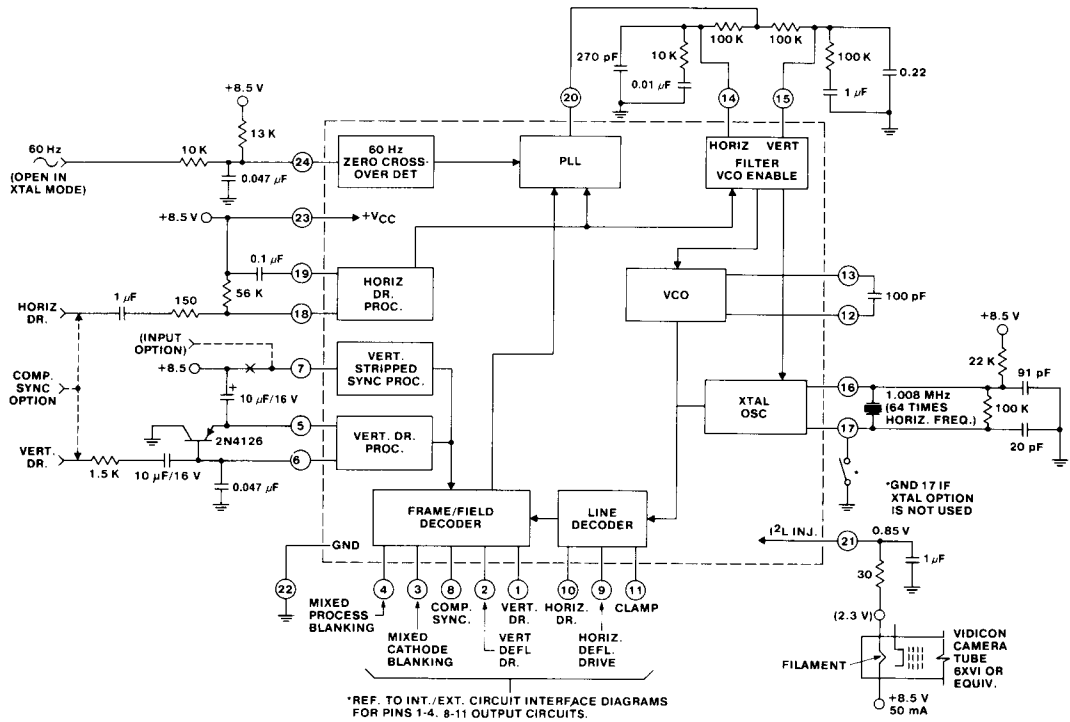 100 K
100 K
270 pF
10 K
0.01 µF
100 K
0.22
1 µF
+8.5 V
13 K
20
14
15
60 Hz
(OPEN IN
XTAL MODE)
10 K
0.047 µF
24
60 Hz
ZERO CROSS-
OVER DET
PLL
HORIZ VERT
FILTER
VCO ENABLE
+8.5 V
23
+VCC
0.1 µF
19
56 K
HORIZ
DR.
PROC.
HORIZ
DR.
1 µF
150
18
VCO
13
12
100 pF
(INPUT
OPTION)
+8.5
7
VERT.
STRIPPED
SYNC PROC.
+8.5 V
22 K
91 pF
COMP.
SYNC
OPTION
+
10 µF/16 V
5
2N4126
VERT. DR.
PROC.
XTAL
OSC
16
17
1.008 MHz
(64 TIMES
HORIZ. FREQ.)
100 K
20 pF
VERT.
DR.
1.5 K
10 µF/16 V
6
0.047 µF
*
*GND 17 IF
XTAL OPTION
IS NOT USED
FRAME/FIELD
DECODER
LINE
DECODER
GND
22
I²L INJ.
21
0.85 V
1 µF
30
(2.3 V)
4
3
8
2
1
10
9
11
MIXED
PROCESS
BLANKING
MIXED
CATHODE
BLANKING
COMP.
SYNC.
VERT
DEFL
DR.
VERT.
DR.
HORIZ.
DR.
HORIZ.
DEFL.
DRIVE
CLAMP
FILAMENT
VIDICON
CAMERA
TUBE
6XVI OR
EQUIV.
+8.5 V
50 mA
*REF. TO INT./EXT. CIRCUIT INTERFACE DIAGRAMS
FOR PINS 1-4, 8-11 OUTPUT CIRCUITS.